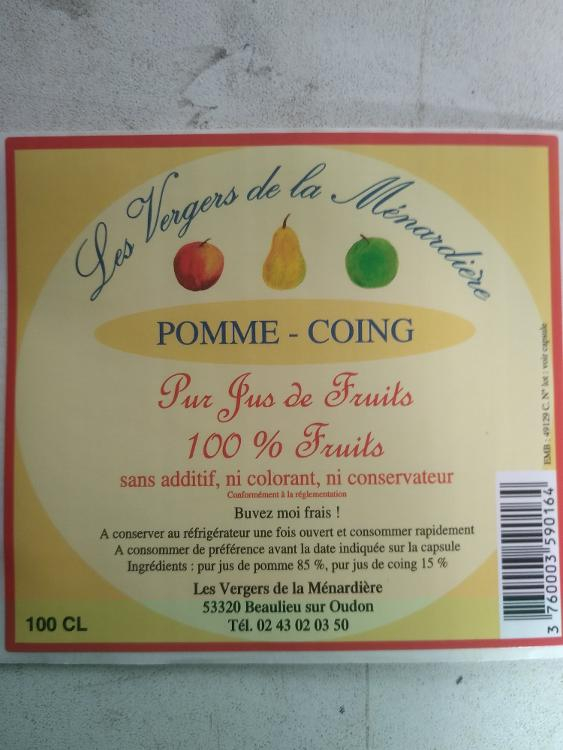 Les Vergers de la Ménardière
POMME - COING
Pur Jus de Fruits
100 % Fruits
sans additif, ni colorant, ni conservateur
Conformément à la réglementation
Buvez moi frais !
A conserver au réfrigérateur une fois ouvert et consommer rapidement
A consommer de préférence avant la date indiquée sur la capsule
Ingrédients : pur jus de pomme 85 %, pur jus de coing 15 %
Les Vergers de la Ménardière
53320 Beaulieu sur Oudon
Tél. 02 43 02 03 50
100 CL
EMB : 49129 C. N° lot : voir capsule
3 760003 590164